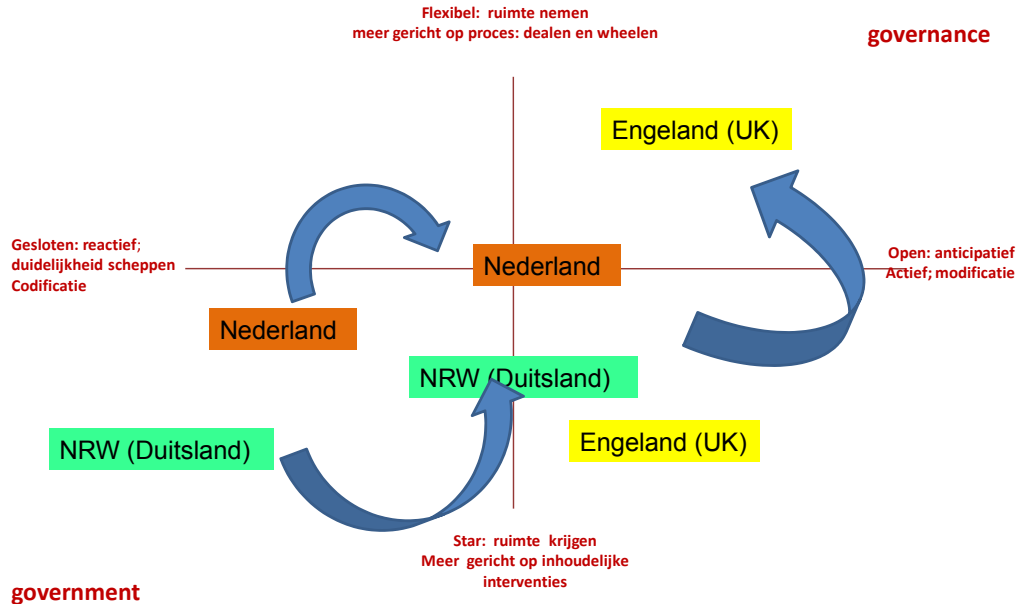 Flexibel: ruimte nemen
meer gericht op proces: dealen en wheelen
governance
Engeland (UK)
Gesloten: reactief;
duidelijkheid scheppen
Codificatie
Nederland
Open: anticipatief
Actief; modificatie
Nederland
NRW (Duitsland)
NRW (Duitsland)
Engeland (UK)
Star: ruimte krijgen
Meer gericht op inhoudelijke
interventies
government